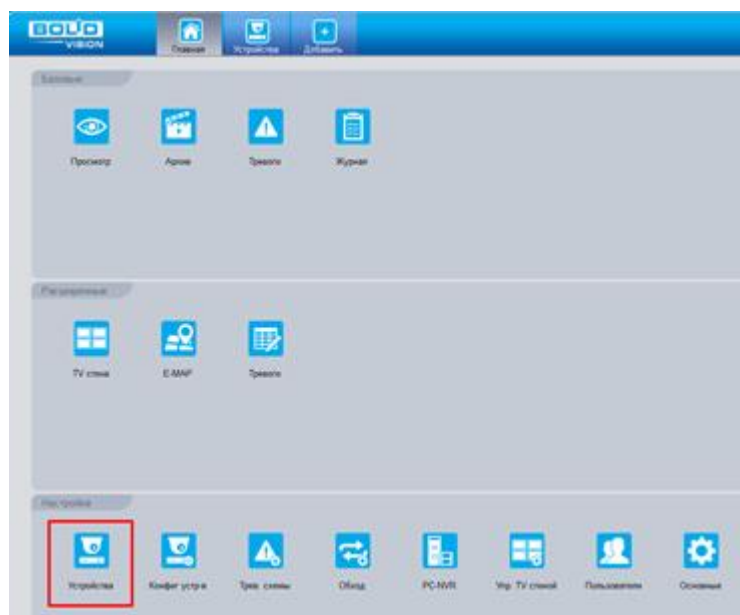 BOLID
VISION
Главная
Устройства
Добавить
Базовые
Просмотр
Архив
Тревоги
Журнал
Расширенные
TV стена
E-MAP
Тревоги
Настройка
Устройства
Конфиг устр-в
Трев. схемы
Обход
PC-NVR
Упр. TV стеной
Пользователи
Основные